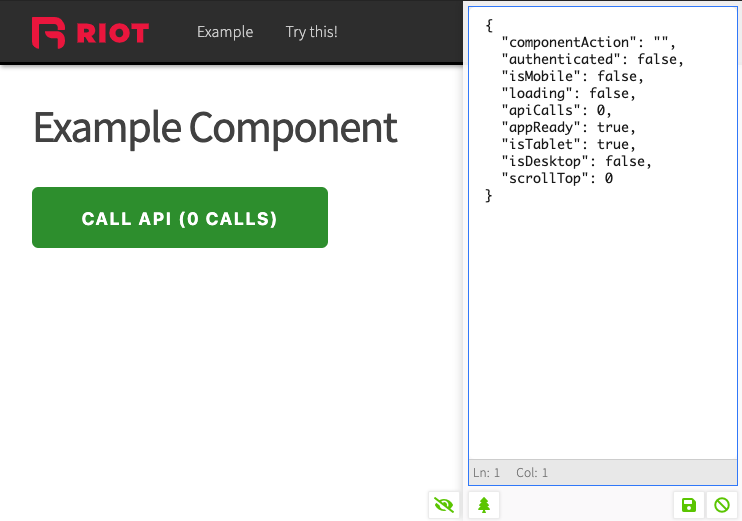 RIOT
Example
Try this!
Example Component
CALL API (0 CALLS)
{
"componentAction": "",
"authenticated": false,
"isMobile": false,
"loading": false,
"apiCalls": 0,
"appReady": true,
"isTablet": true,
"isDesktop": false,
"scrollTop": 0
}
Ln: 1 Col: 1